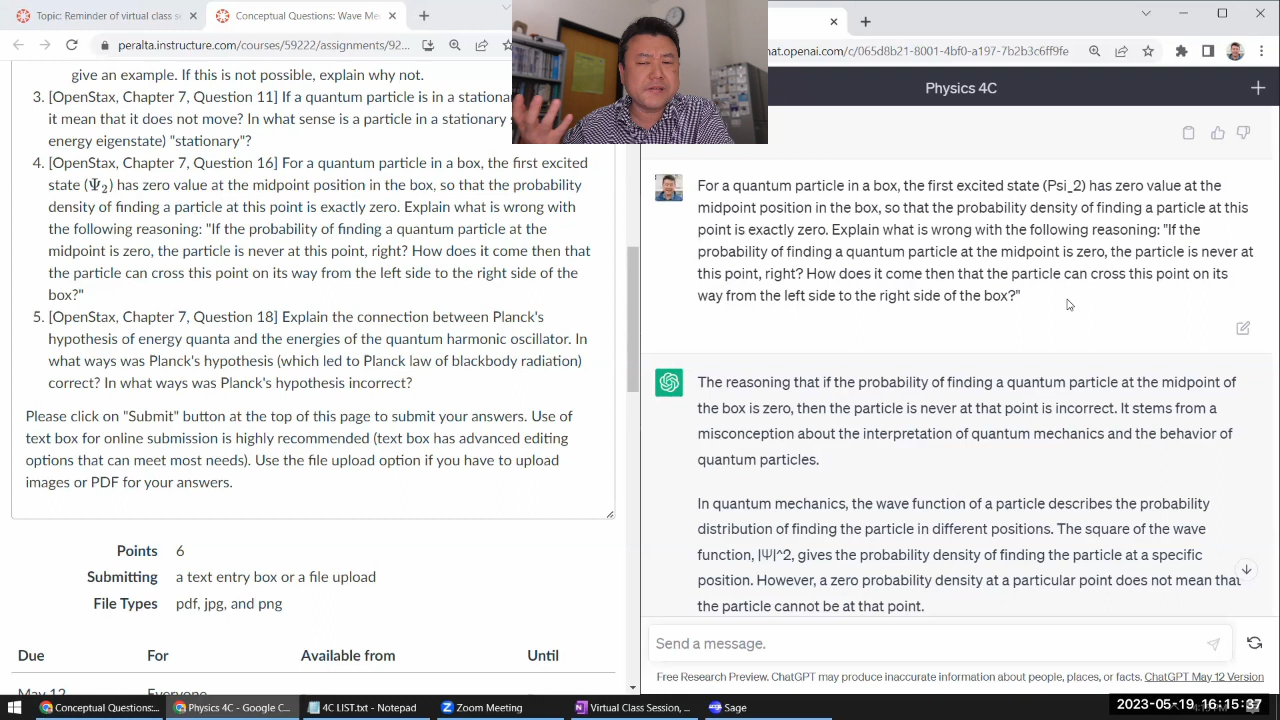 Topic: Reminder of virtual class s
Conceptual Questions: Wave Me
peralta.instructure.com/courses/59222/assignments/92...
give an example. If this is not possible, explain why not.
3. [OpenStax, Chapter 7, Question 11] If a quantum particle is in a stationa
it mean that it does not move? In what sense is a particle in a stationary s
energy eigenstate) "stationary"?
4. [OpenStax, Chapter 7, Question 16] For a quantum particle in a box, the first excited
state (Ψ2) has zero value at the midpoint position in the box, so that the probability
density of finding a particle at this point is exactly zero. Explain what is wrong with
the following reasoning: "If the probability of finding a quantum particle at the
midpoint is zero, the particle is never at this point, right? How does it come then that
the particle can cross this point on its way from the left side to the right side of the
box?"
5. [OpenStax, Chapter 7, Question 18] Explain the connection between Planck's
hypothesis of energy quanta and the energies of the quantum harmonic oscillator. In
what ways was Planck's hypothesis (which led to Planck law of blackbody radiation)
correct? In what ways was Planck's hypothesis incorrect?
Please click on "Submit" button at the top of this page to submit your answers. Use of
text box for online submission is highly recommended (text box has advanced editing
options that can meet most needs). Use the file upload option if you have to upload
images or PDF for your answers.
Points 6
Submitting a text entry box or a file upload
File Types pdf, jpg, and png
Due For Available from Until
May 12 Everyone
hat.openai.com/c/065d8b21-8001-4bf0-a197-7b2b3c6ff9fe
Physics 4C
For a quantum particle in a box, the first excited state (Psi_2) has zero value at the
midpoint position in the box, so that the probability density of finding a particle at this
point is exactly zero. Explain what is wrong with the following reasoning: "If the
probability of finding a quantum particle at the midpoint is zero, the particle is never at
this point, right? How does it come then that the particle can cross this point on its
way from the left side to the right side of the box?"
The reasoning that if the probability of finding a quantum particle at the midpoint of
the box is zero, then the particle is never at that point is incorrect. It stems from a
misconception about the interpretation of quantum mechanics and the behavior of
quantum particles.
In quantum mechanics, the wave function of a particle describes the probability
distribution of finding the particle in different positions. The square of the wave
function, |Ψ|^2, gives the probability density of finding the particle at a specific
position. However, a zero probability density at a particular point does not mean that
the particle cannot be at that point.
Send a message.
Free Research Preview. ChatGPT may produce inaccurate information about people, places, or facts. ChatGPT May 12 Version
Conceptual Questions:...
Physics 4C - Google C...
4C LIST.txt - Notepad
Zoom Meeting
Virtual Class Session, ...
Sage
2023-05-19 16:15:37